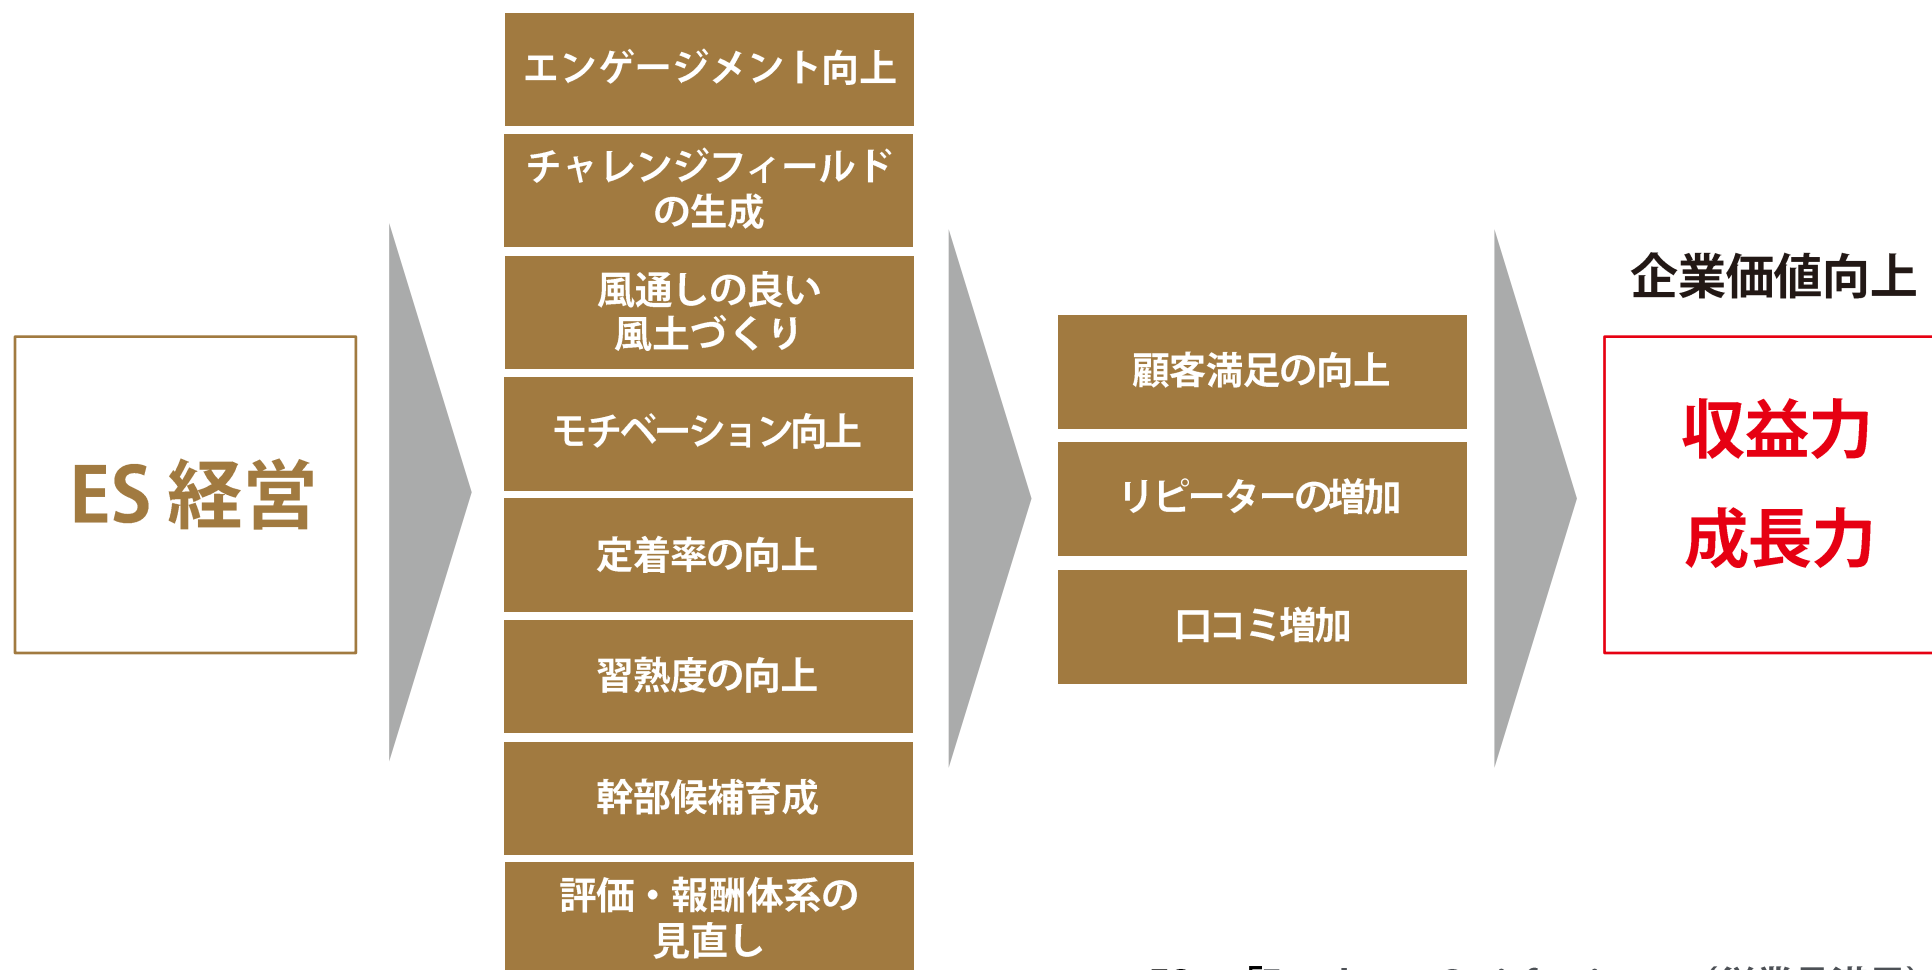 ES 経営
エンゲージメント向上
チャレンジフィールド
の生成
風通しの良い
風土づくり
モチベーション向上
定着率の向上
習熟度の向上
幹部候補育成
評価・報酬体系の
見直し
顧客満足の向上
リピーターの増加
口コミ増加
企業価値向上
収益力
成長力